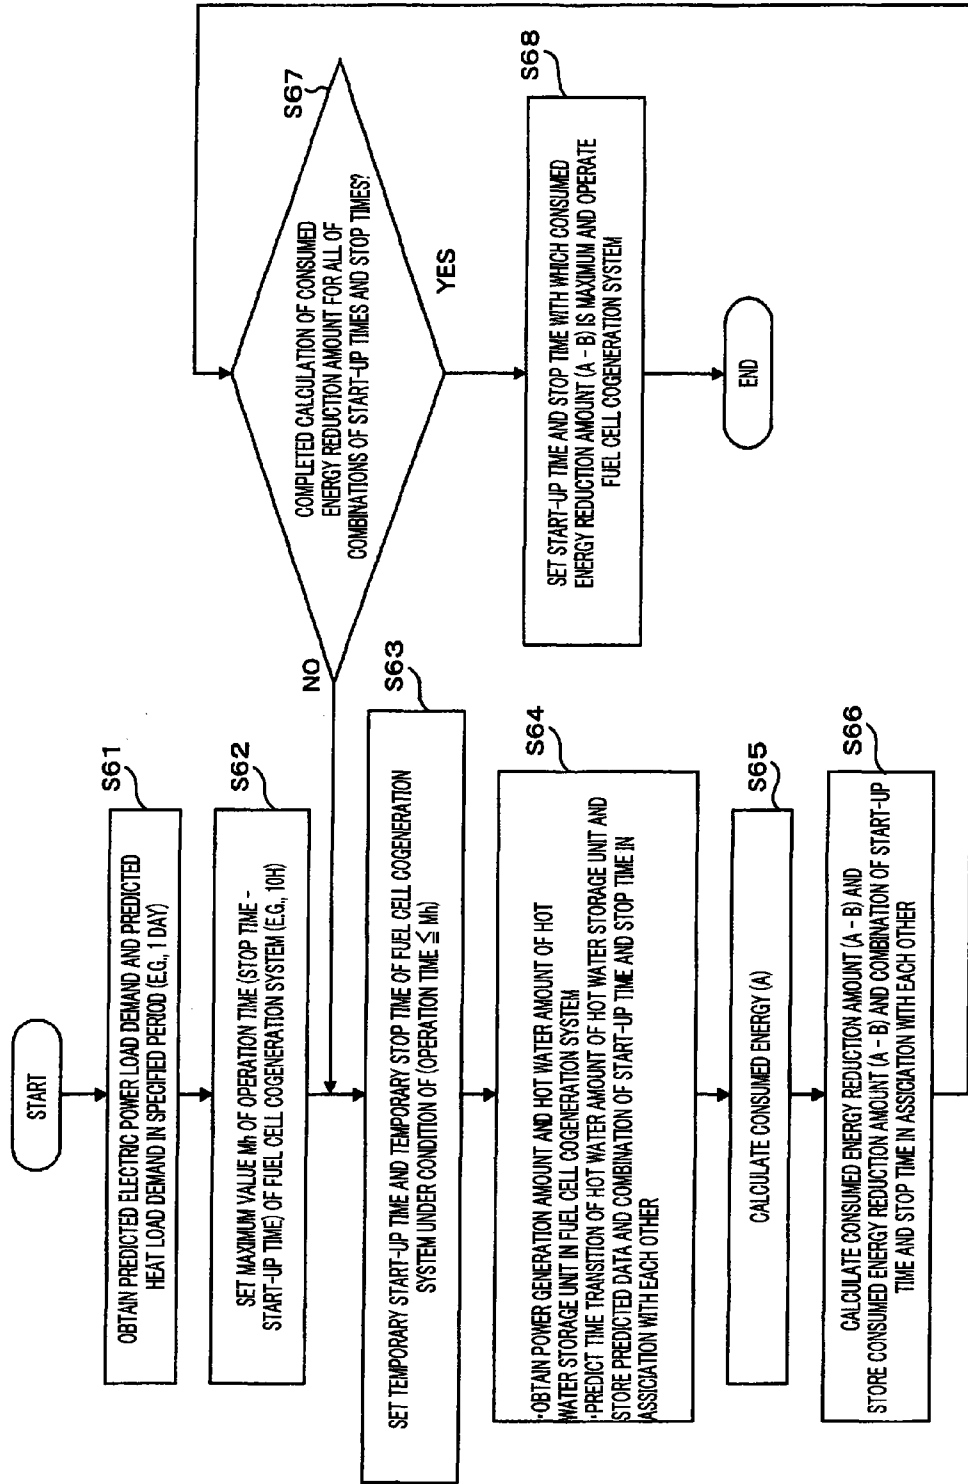 START
S61
OBTAIN PREDICTED ELECTRIC POWER LOAD DEMAND AND PREDICTED
HEAT LOAD DEMAND IN SPECIFIED PERIOD (E.G., 1 DAY)
S62
SET MAXIMUM VALUE Mh OF OPERATION TIME (STOP TIME -
START-UP TIME) OF FUEL CELL COGENERATION SYSTEM (E.G., 10H)
S63
SET TEMPORARY START-UP TIME AND TEMPORARY STOP TIME OF FUEL CELL COGENERATION
SYSTEM UNDER CONDITION OF (OPERATION TIME ≦ Mh)
S64
·OBTAIN POWER GENERATION AMOUNT AND HOT WATER AMOUNT OF HOT
WATER STORAGE UNIT IN FUEL CELL COGENERATION SYSTEM
·PREDICT TIME TRANSITION OF HOT WATER AMOUNT OF HOT WATER STORAGE UNIT AND
STORE PREDICTED DATA AND COMBINATION OF START-UP TIME AND STOP TIME IN
ASSICIATION WITH EACH OTHER
S65
CALCULATE CONSUMED ENERGY (A)
S66
CALCULATE CONSUMED ENERGY REDUCTION AMOUNT (A - B) AND
STORE CONSUMED ENERGY REDUCTION AMOUNT (A - B) AND COMBINATION OF START-UP
TIME AND STOP TIME IN ASSICIATION WITH EACH OTHER
S67
COMPLETED CALCULATION OF CONSUMED
ENERGY REDUCTION AMOUNT FOR ALL OF
COMBINATIONS OF START-UP TIMES AND STOP TIMES?
NO
YES
S68
SET START-UP TIME AND STOP TIME WITH WHICH CONSUMED
ENERGY REDUCTION AMOUNT (A - B) IS MAXIMUM AND OPERATE
FUEL CELL COGENERATION SYSTEM
END